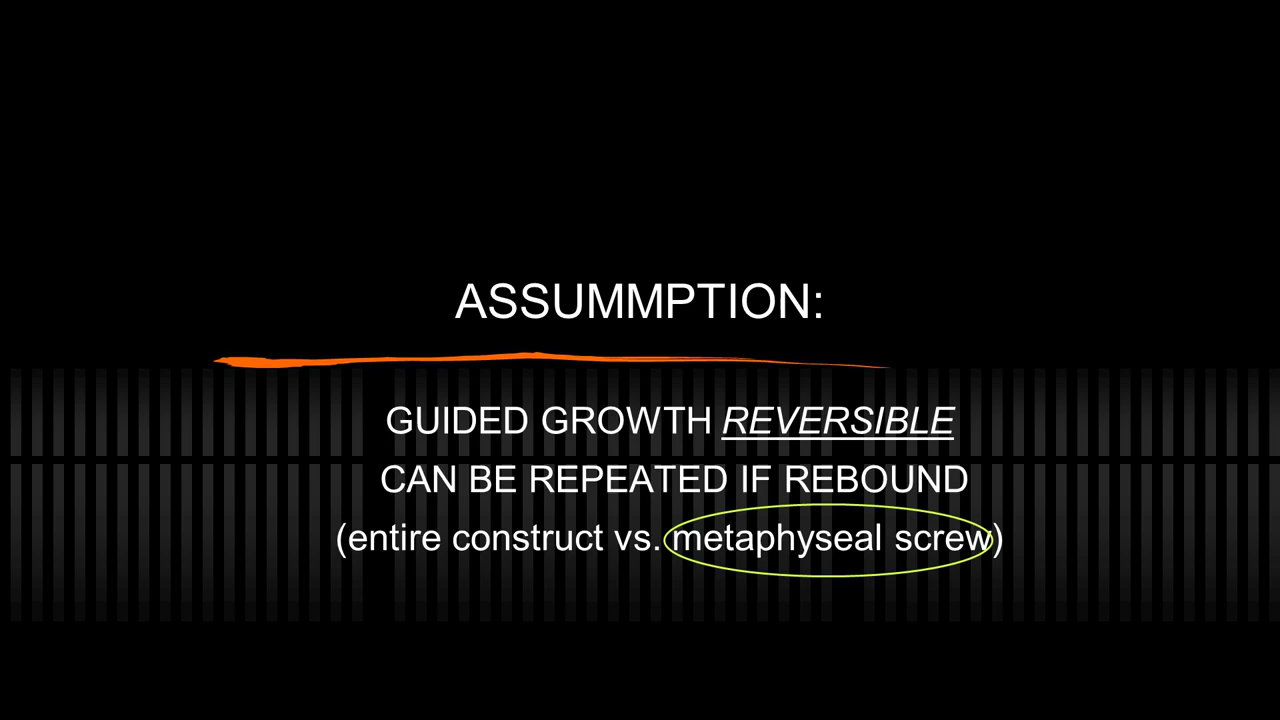 ASSUMMPTION:
GUIDED GROWTH REVERSIBLE
CAN BE REPEATED IF REBOUND
(entire construct vs. metaphyseal screw)